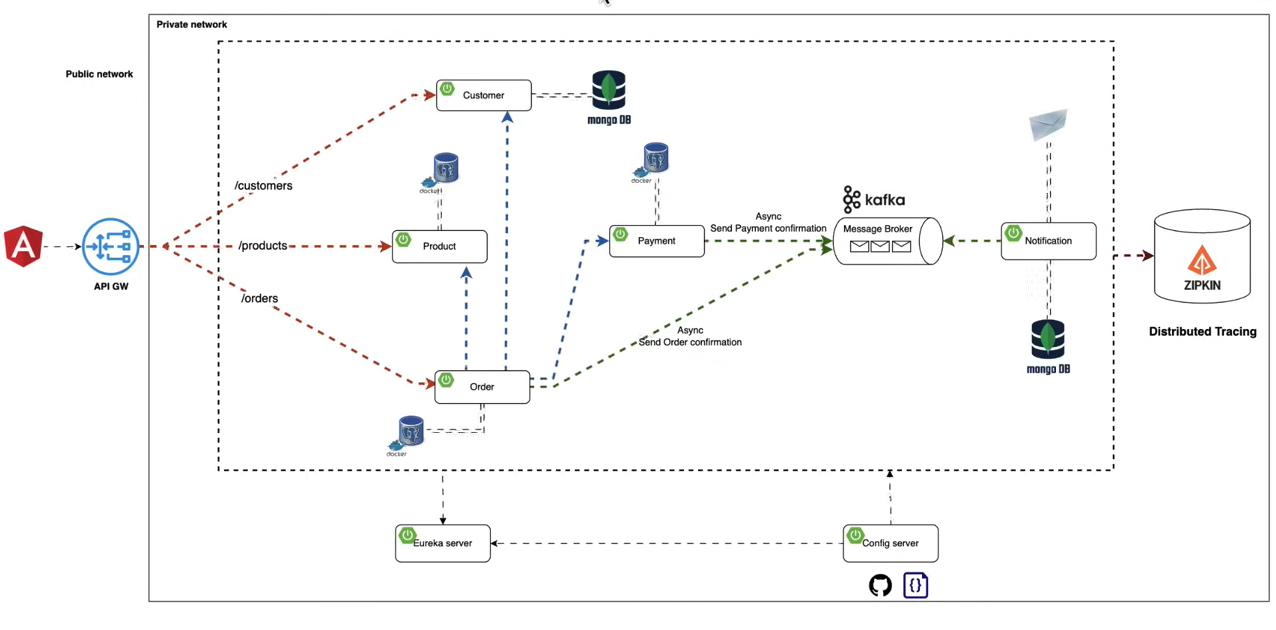 Private network
Public network
Customer
mongo DB
docker
docker
/customers
kafka
Async
Send Payment confirmation
Message Broker
/products
Product
Payment
Notification
API GW
ZIPKIN
/orders
Async
Send Order confirmation
Distributed Tracing
mongo DB
Order
docker
Eureka server
Config server